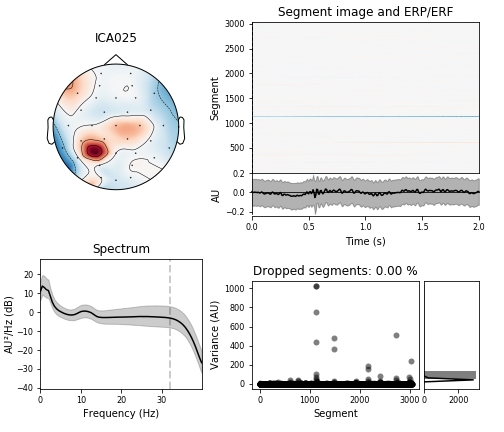 ICA025
Segment image and ERP/ERF
Segment
3000
2500
2000
1500
1000
500
AU
0.2
0.0
−0.2
0.0 0.5 1.0 1.5 2.0
Time (s)
Spectrum
AU²/Hz (dB)
20
10
0
−10
−20
−30
−40
0 10 20 30
Frequency (Hz)
Dropped segments: 0.00 %
Variance (AU)
1000
800
600
400
200
0
0 1000 2000 3000
Segment
0 2000